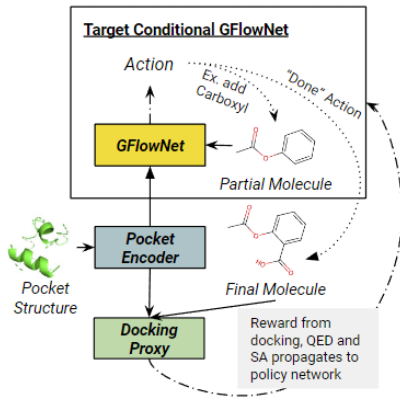 Target Conditional GFlowNet
Action
Ex. add
Carboxyl
"Done" Action
GFlowNet
O
O
Partial Molecule
Pocket
Encoder
Pocket
Structure
O
O
HO
O
Final Molecule
Docking
Proxy
Reward from
docking, QED and
SA propagates to
policy network